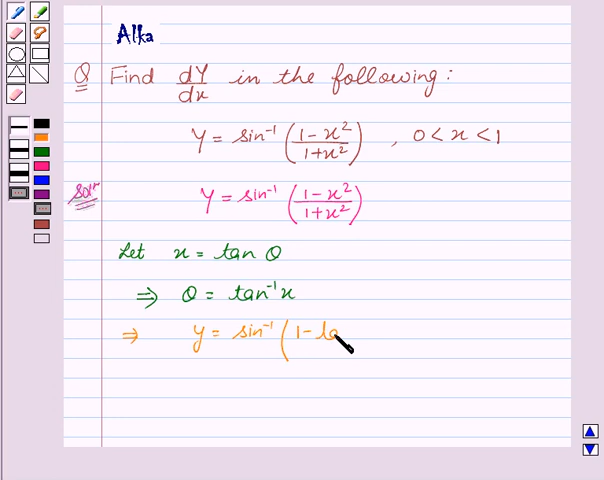 Alka
Q Find dY/dx in the following:
Y = sin⁻¹ ((1-x²)/(1+x²)) , 0 < x < 1
Solⁿ Y = sin⁻¹ ((1-x²)/(1+x²))
Let x = tan θ
⇒ θ = tan⁻¹x
⇒ y = sin⁻¹ (1-